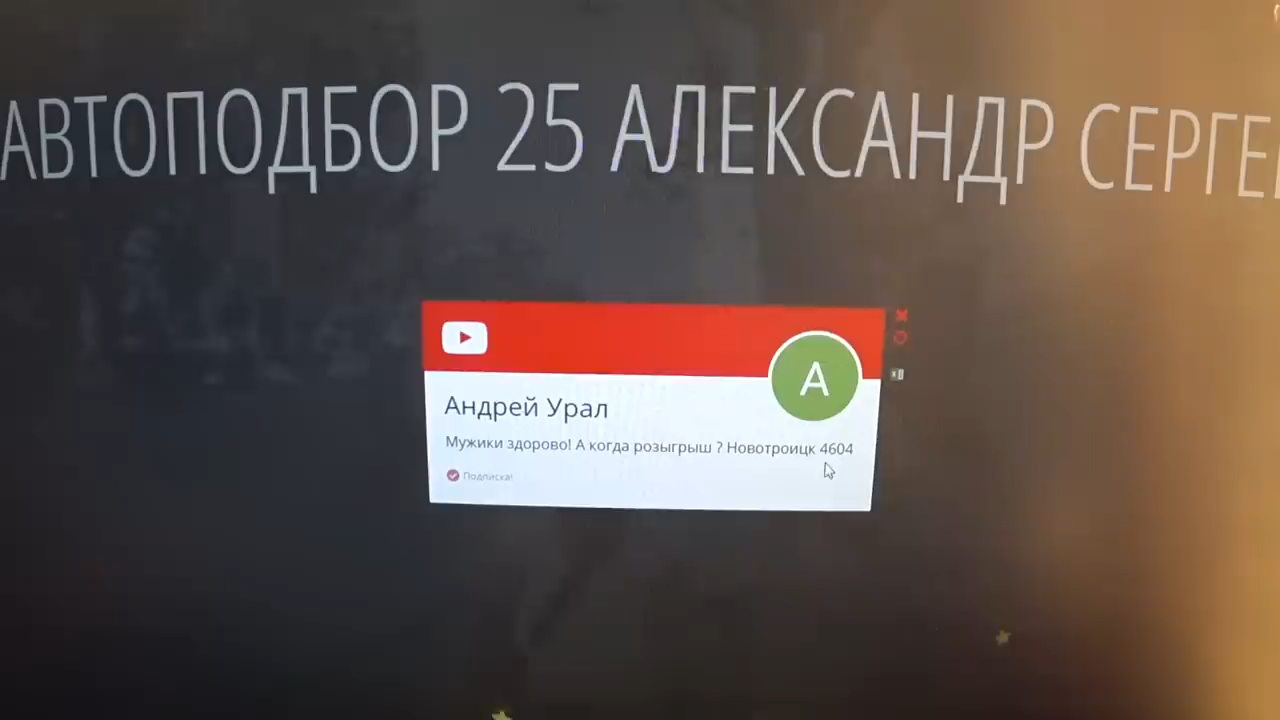 АВТОПОДБОР 25 АЛЕКСАНДР СЕРГЕ
Андрей Урал
А
Мужики здорово! А когда розыгрыш ? Новотроицк 4604
Подписка!